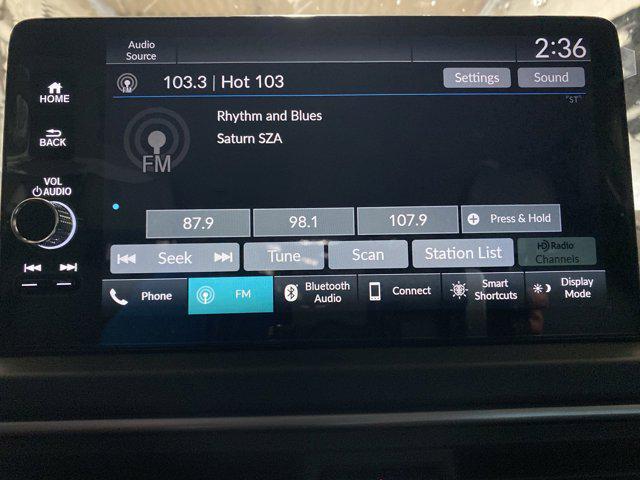 Audio
Source
2:36
HOME
103.3 | Hot 103
Settings
Sound
"ST"
BACK
Rhythm and Blues
Saturn SZA
FM
VOL
AUDIO
87.9
98.1
107.9
Press & Hold
Seek
Tune
Scan
Station List
HD Radio
Channels
Phone
FM
Bluetooth
Audio
Connect
Smart
Shortcuts
Display
Mode